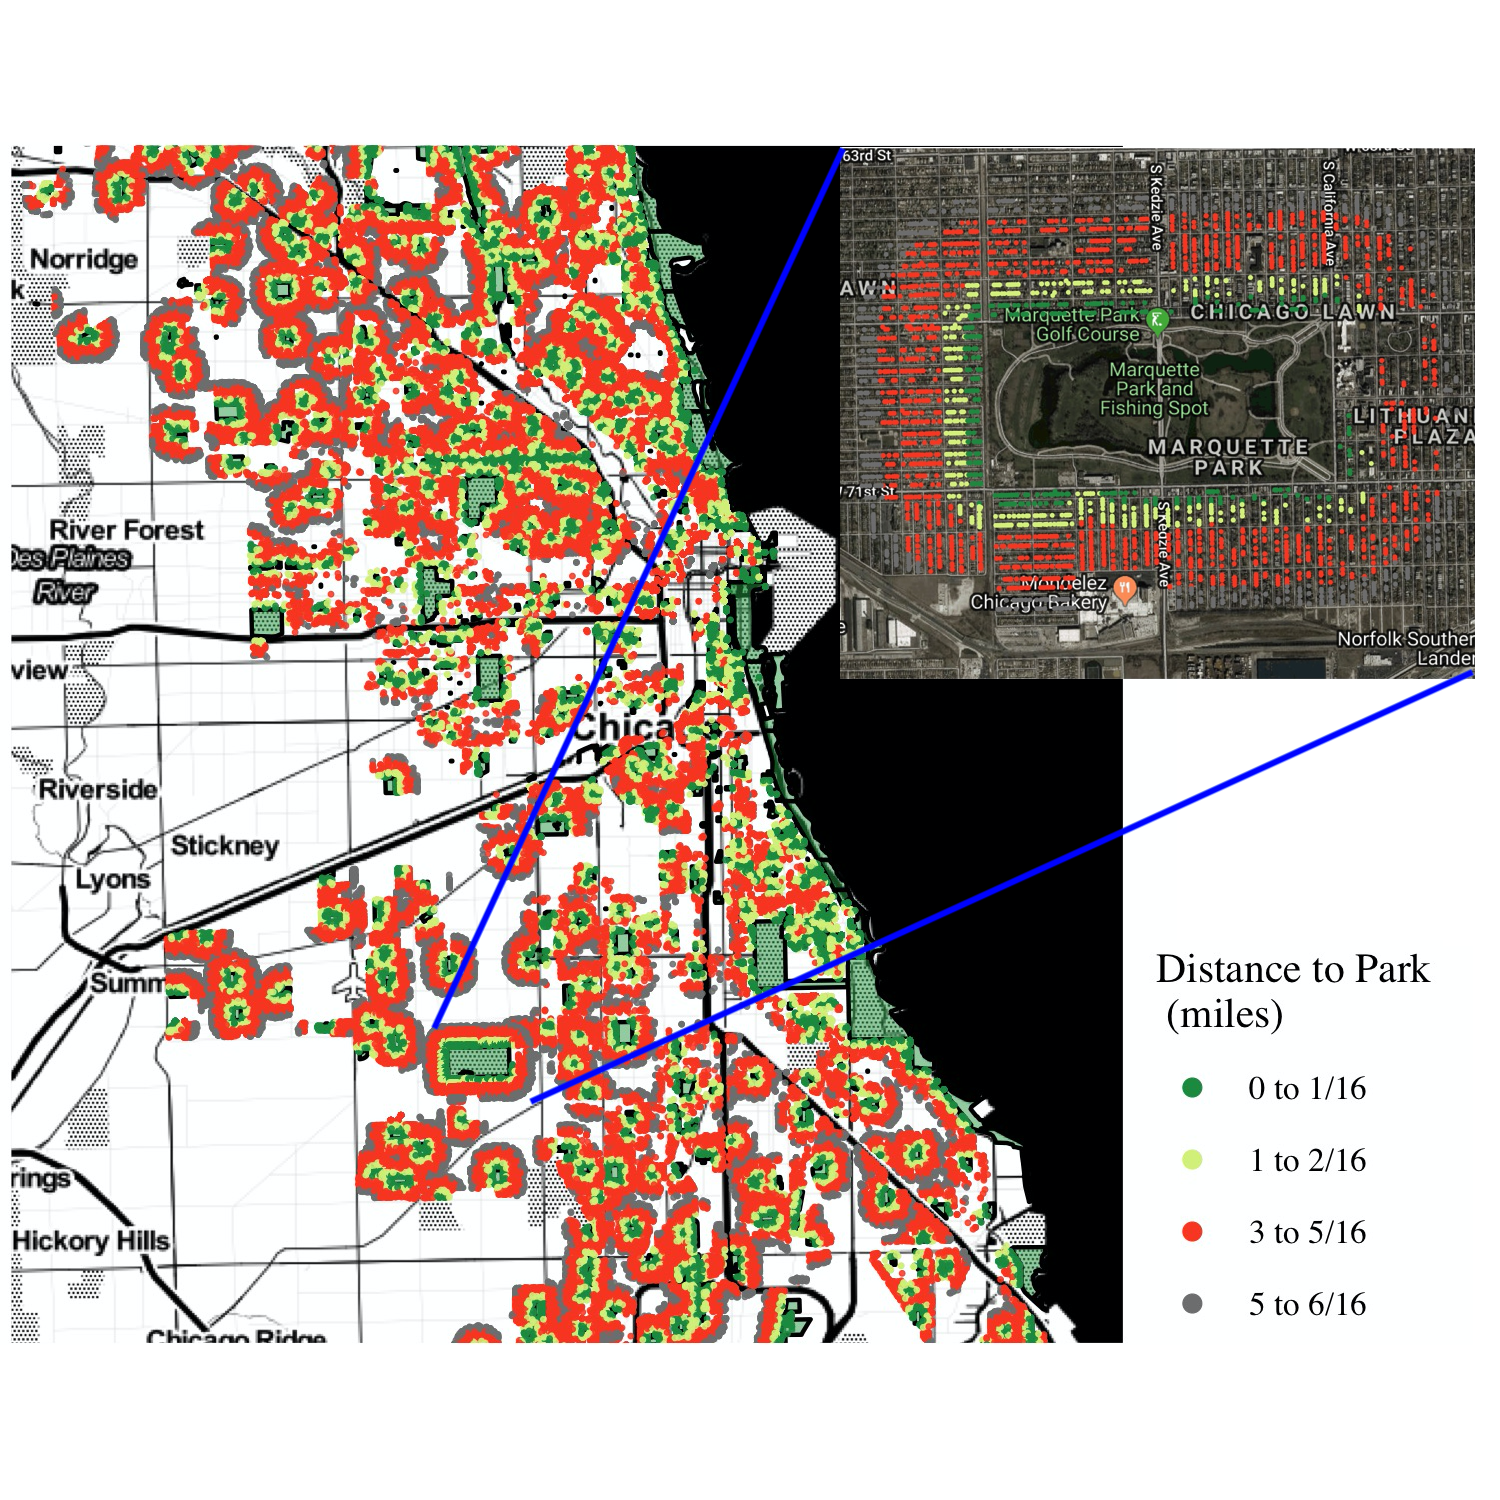 Norridge
k
River Forest
Des Plaines
River
view
Riverside
Stickney
Lyons
Summ
rings
Hickory Hills
Chicago Ridge
Chica
63rd St
S Kedzie Ave
S California Ave
AWN
Marquette Park
Golf Course
CHICAGO LAWN
Marquette
Park and
Fishing Spot
LITHUAN
PLAZA
MARQUETTE
PARK
71st St
S Kedzie Ave
Mondelez
Chicago Bakery
e
Norfolk Souther
Lander
Distance to Park
(miles)
0 to 1/16
1 to 2/16
3 to 5/16
5 to 6/16